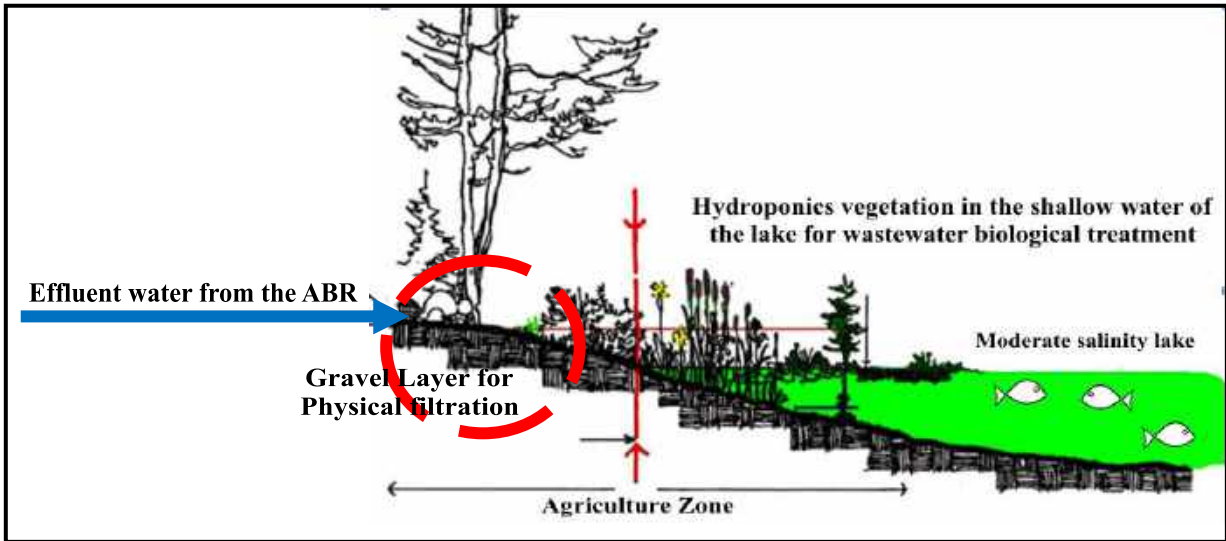 Hydroponics vegetation in the shallow water of
the lake for wastewater biological treatment
Effluent water from the ABR
Moderate salinity lake
Gravel Layer for
Physical filtration
Agriculture Zone